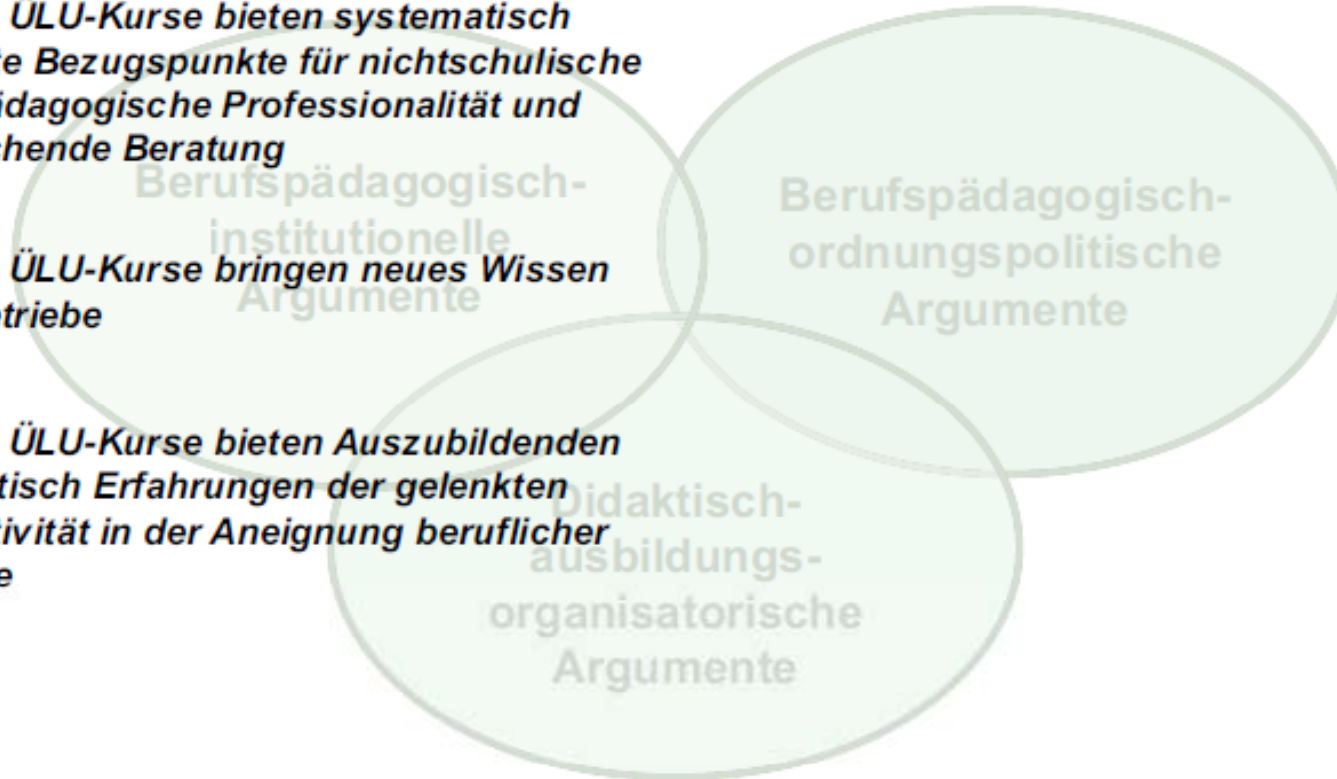 ÜLU-Kurse bieten systematisch
e Bezugspunkte für nichtschulische
dagogische Professionalität und
chende Beratung
ÜLU-Kurse bringen neues Wissen
triebe
ÜLU-Kurse bieten Auszubildenden
tisch Erfahrungen der gelenkten
tivität in der Aneignung beruflicher
e
Berufspädagogisch-
institutionelle
Argumente
Berufspädagogisch-
ordnungspolitische
Argumente
Didaktisch-
ausbildungs-
organisatorische
Argumente